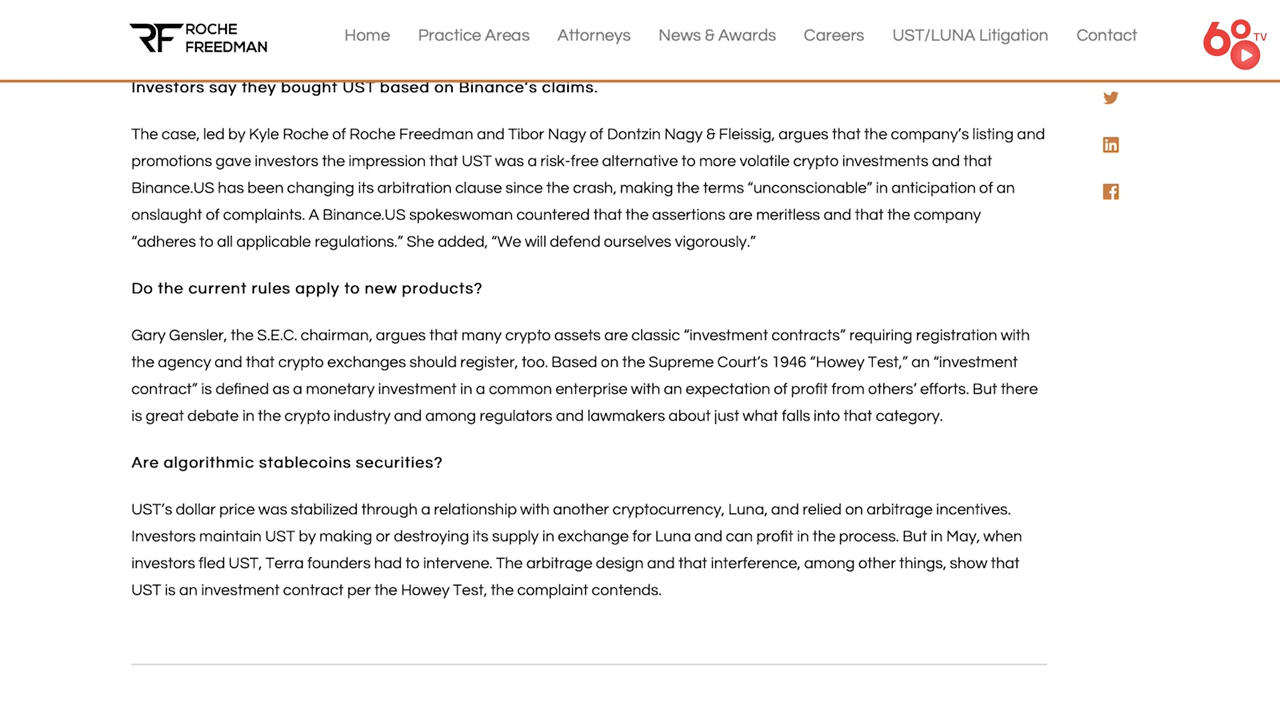 RF ROCHE
FREEDMAN
Home Practice Areas Attorneys News & Awards Careers UST/LUNA Litigation Contact
60 TV
Investors say they bought UST based on Binance’s claims.
The case, led by Kyle Roche of Roche Freedman and Tibor Nagy of Dontzin Nagy & Fleissig, argues that the company’s listing and
promotions gave investors the impression that UST was a risk-free alternative to more volatile crypto investments and that
Binance.US has been changing its arbitration clause since the crash, making the terms “unconscionable” in anticipation of an
onslaught of complaints. A Binance.US spokeswoman countered that the assertions are meritless and that the company
“adheres to all applicable regulations.” She added, “We will defend ourselves vigorously.”
Do the current rules apply to new products?
Gary Gensler, the S.E.C. chairman, argues that many crypto assets are classic “investment contracts” requiring registration with
the agency and that crypto exchanges should register, too. Based on the Supreme Court’s 1946 “Howey Test,” an “investment
contract” is defined as a monetary investment in a common enterprise with an expectation of profit from others’ efforts. But there
is great debate in the crypto industry and among regulators and lawmakers about just what falls into that category.
Are algorithmic stablecoins securities?
UST’s dollar price was stabilized through a relationship with another cryptocurrency, Luna, and relied on arbitrage incentives.
Investors maintain UST by making or destroying its supply in exchange for Luna and can profit in the process. But in May, when
investors fled UST, Terra founders had to intervene. The arbitrage design and that interference, among other things, show that
UST is an investment contract per the Howey Test, the complaint contends.